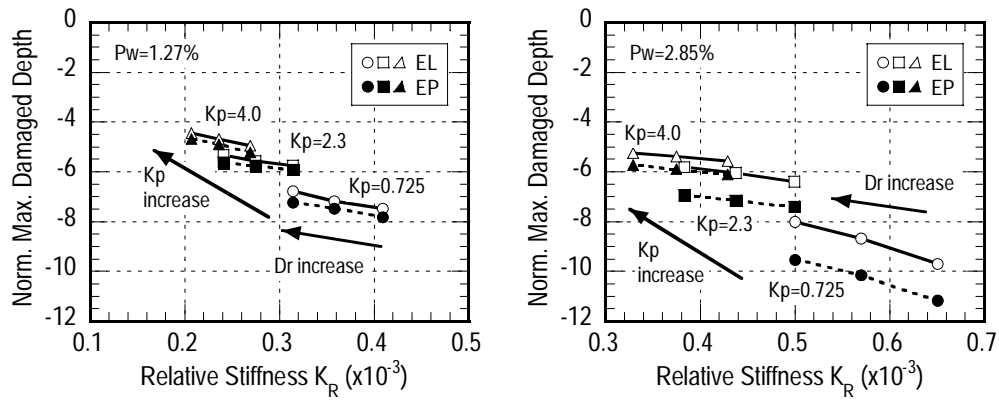 Norm. Max. Damaged Depth
0
-2
-4
-6
-8
-10
-12
Pw=1.27%
EL
EP
Kp=4.0
Kp=2.3
Kp=0.725
Kp
increase
Dr increase
0.1 0.2 0.3 0.4 0.5
Relative Stiffness K_R (x10^-3)
Norm. Max. Damaged Depth
0
-2
-4
-6
-8
-10
-12
Pw=2.85%
EL
EP
Kp=4.0
Dr increase
Kp=2.3
Kp
increase
Kp=0.725
0.3 0.4 0.5 0.6 0.7
Relative Stiffness K_R (x10^-3)